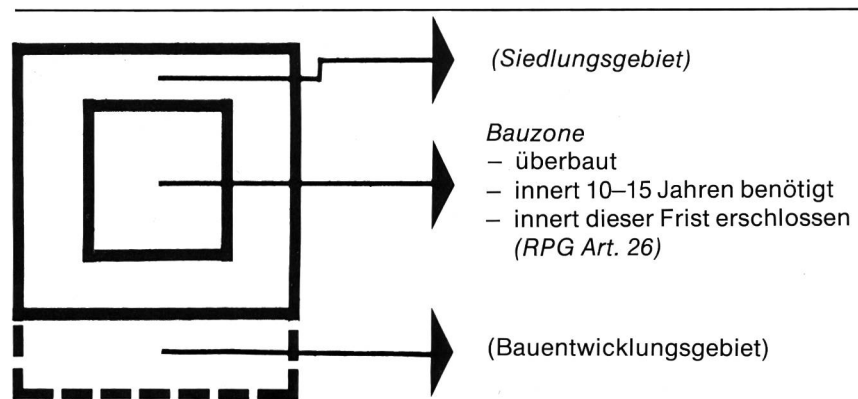 (Siedlungsgebiet)
Bauzone
– überbaut
– innert 10–15 Jahren benötigt
– innert dieser Frist erschlossen
(RPG Art. 26)
(Bauentwicklungsgebiet)